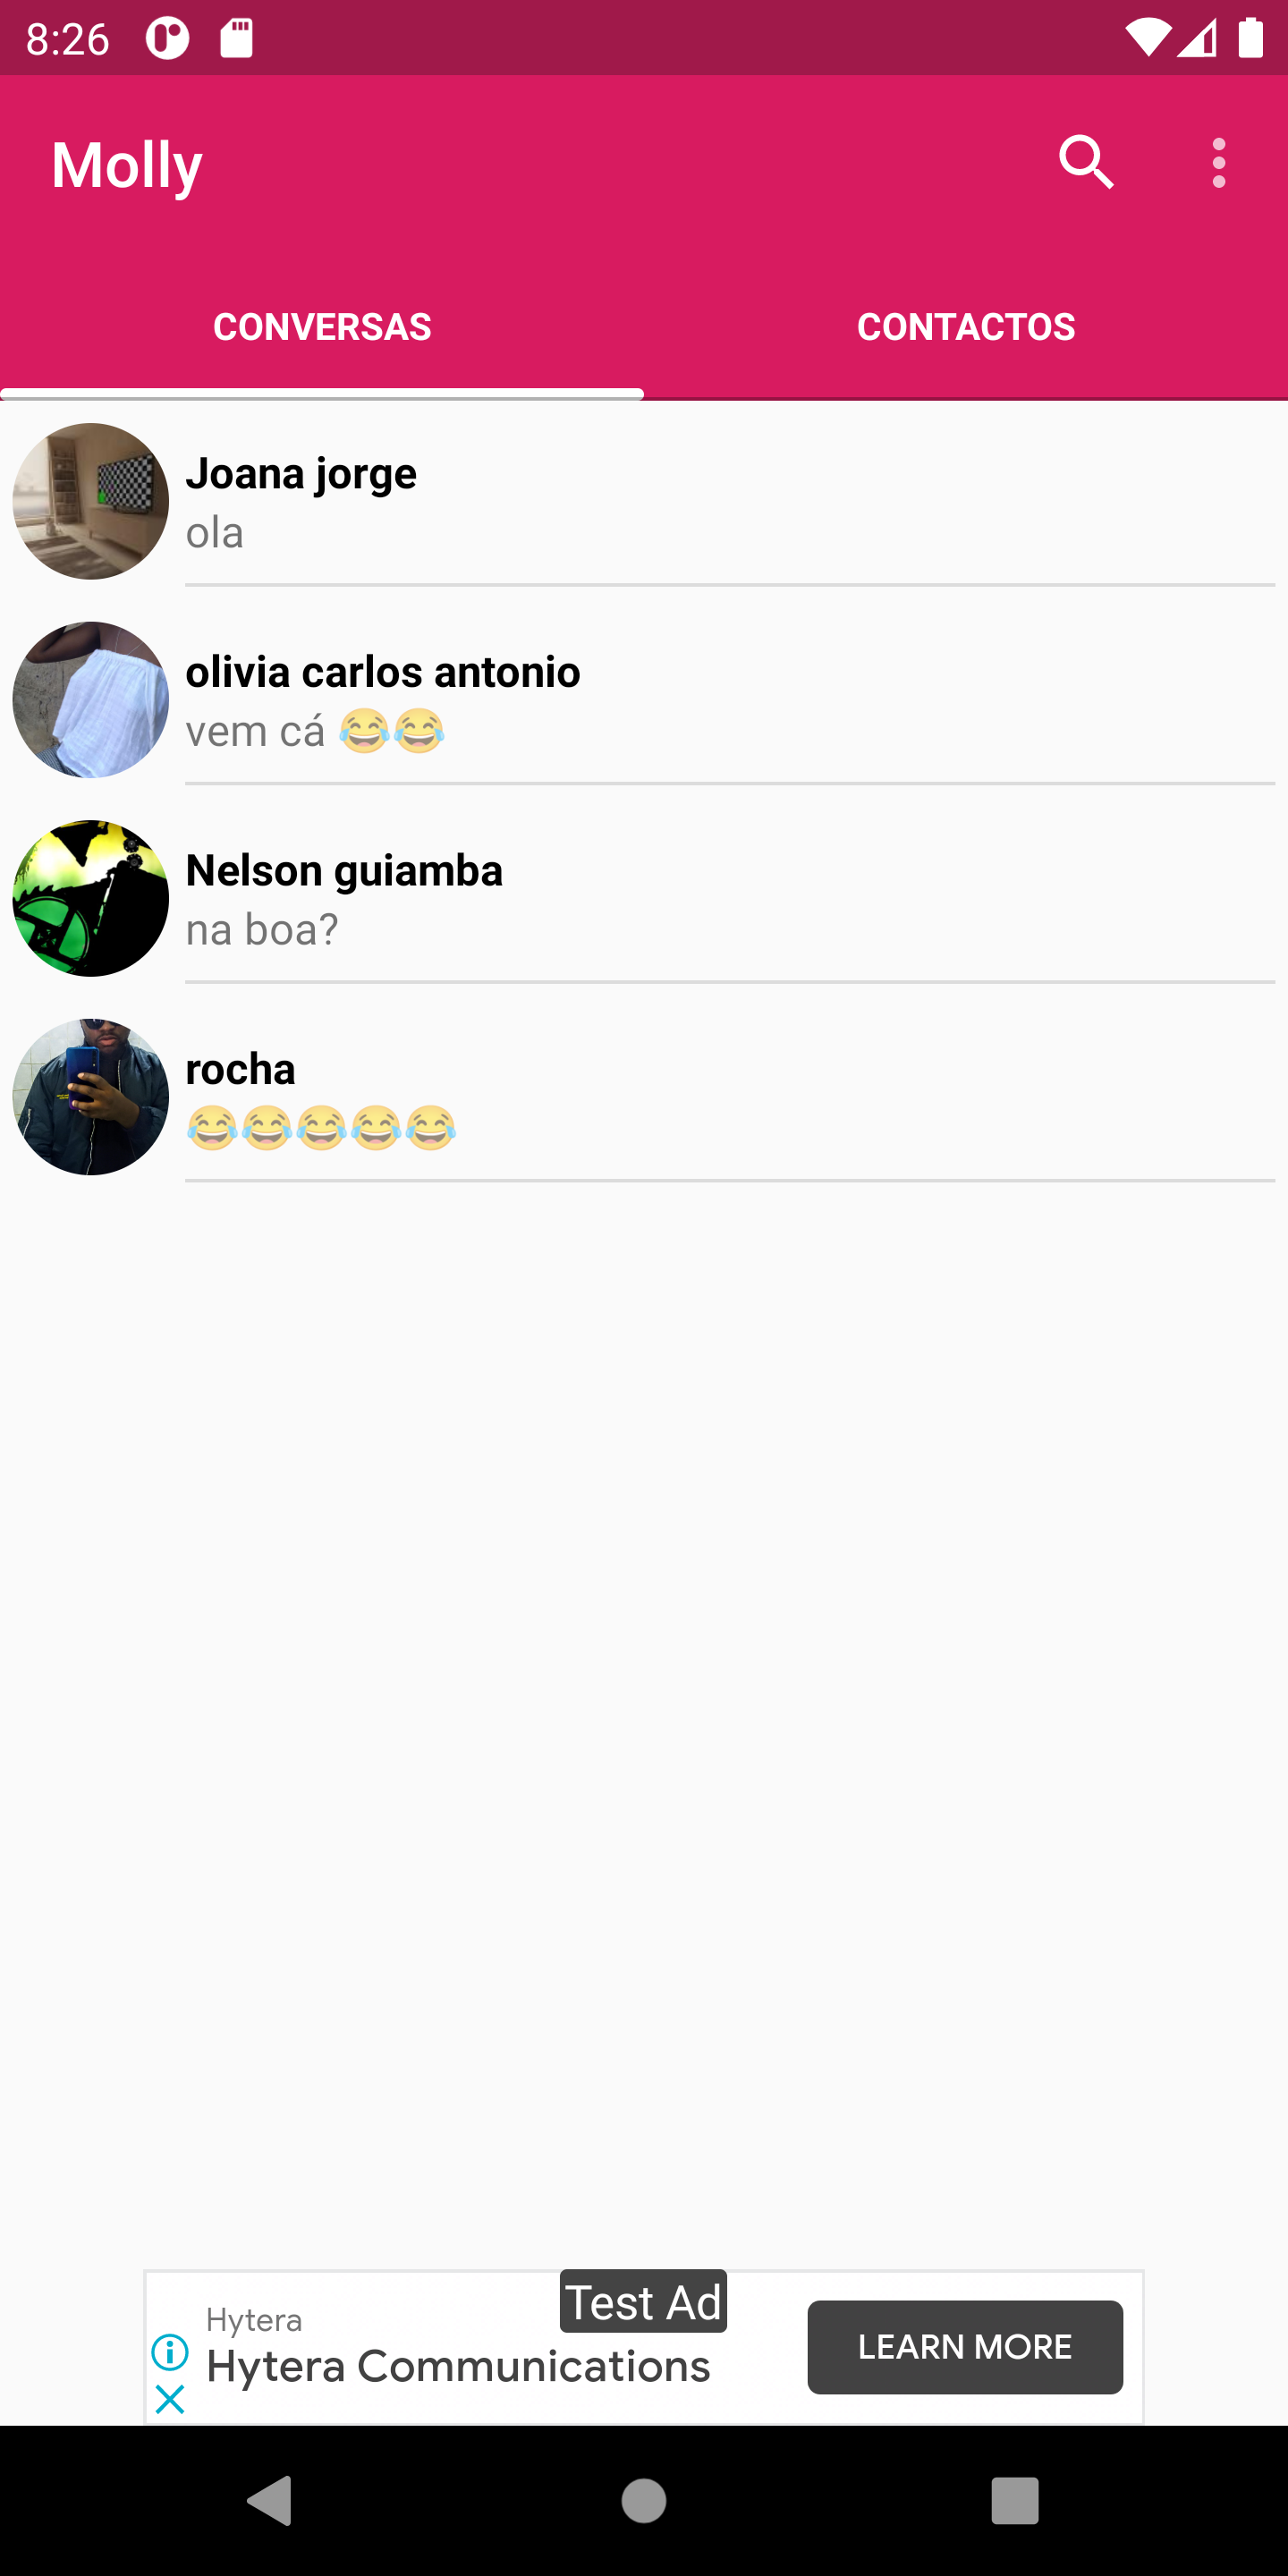 8:26
Molly
CONVERSAS
CONTACTOS
Joana jorge
ola
olivia carlos antonio
vem cá 😂😂
Nelson guiamba
na boa?
rocha
😂😂😂😂😂
Test Ad
Hytera
Hytera Communications
LEARN MORE